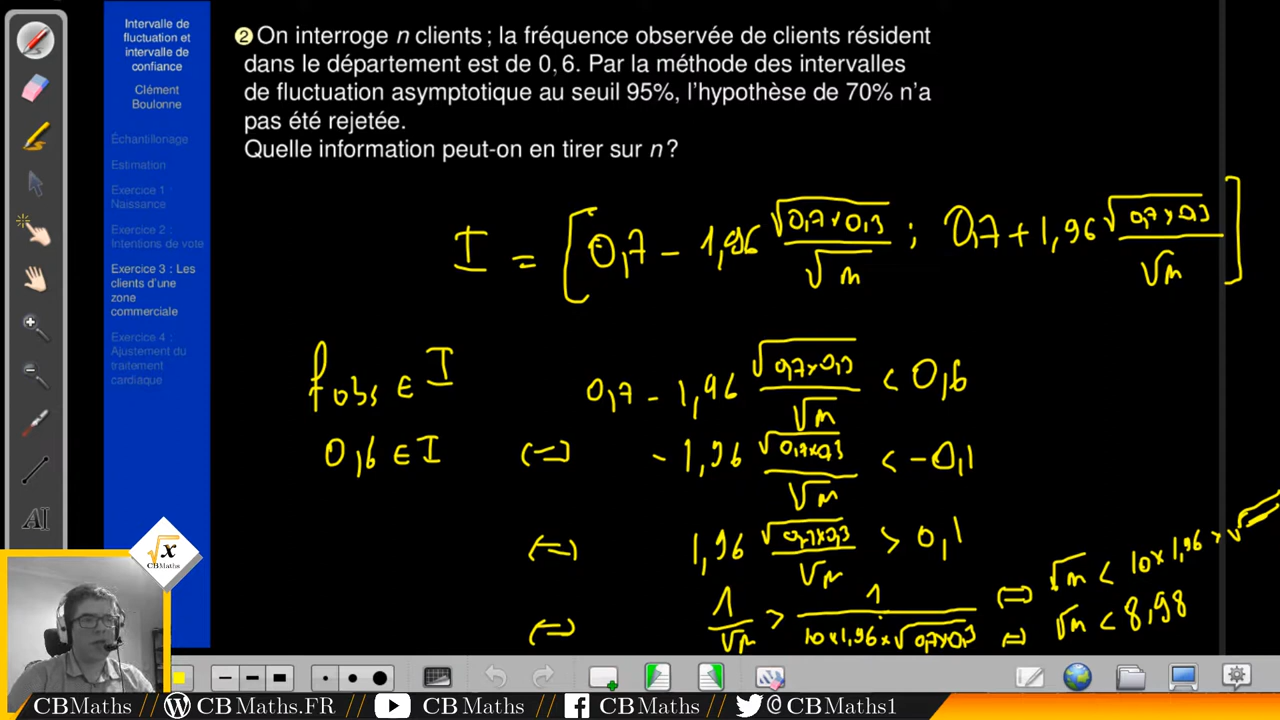 Intervalle de
fluctuation et
intervalle de
confiance
Clément
Boulonne
Échantillonage
Estimation
Exercice 1 :
Naissance
Exercice 2 :
Intentions de vote
Exercice 3 : Les
clients d'une
zone
commerciale
Exercice 4 :
Ajustement du
traitement
cardiaque
2 On interroge n clients ; la fréquence observée de clients résident
dans le département est de 0, 6. Par la méthode des intervalles
de fluctuation asymptotique au seuil 95%, l'hypothèse de 70% n'a
pas été rejetée.
Quelle information peut-on en tirer sur n ?
I = [0,7 - 1,96 √(0,7×0,3)/√n ; 0,7 + 1,96 √(0,7×0,3)/√n]
f obs ∈ I
0,7 - 1,96 √(0,7×0,3)/√n < 0,6
0,6 ∈ I
⇔ - 1,96 √(0,7×0,3)/√n < -0,1
⇔ 1,96 √(0,7×0,3)/√n > 0,1
⇔ 1/√n > 1/(10×1,96×√(0,7×0,3))
⇔ √n < 10×1,96×√
⇔ √n < 8,98
AI
√x
CBMaths
CBMaths
CBMaths.FR
CBMaths
CBMaths
@CBMaths1